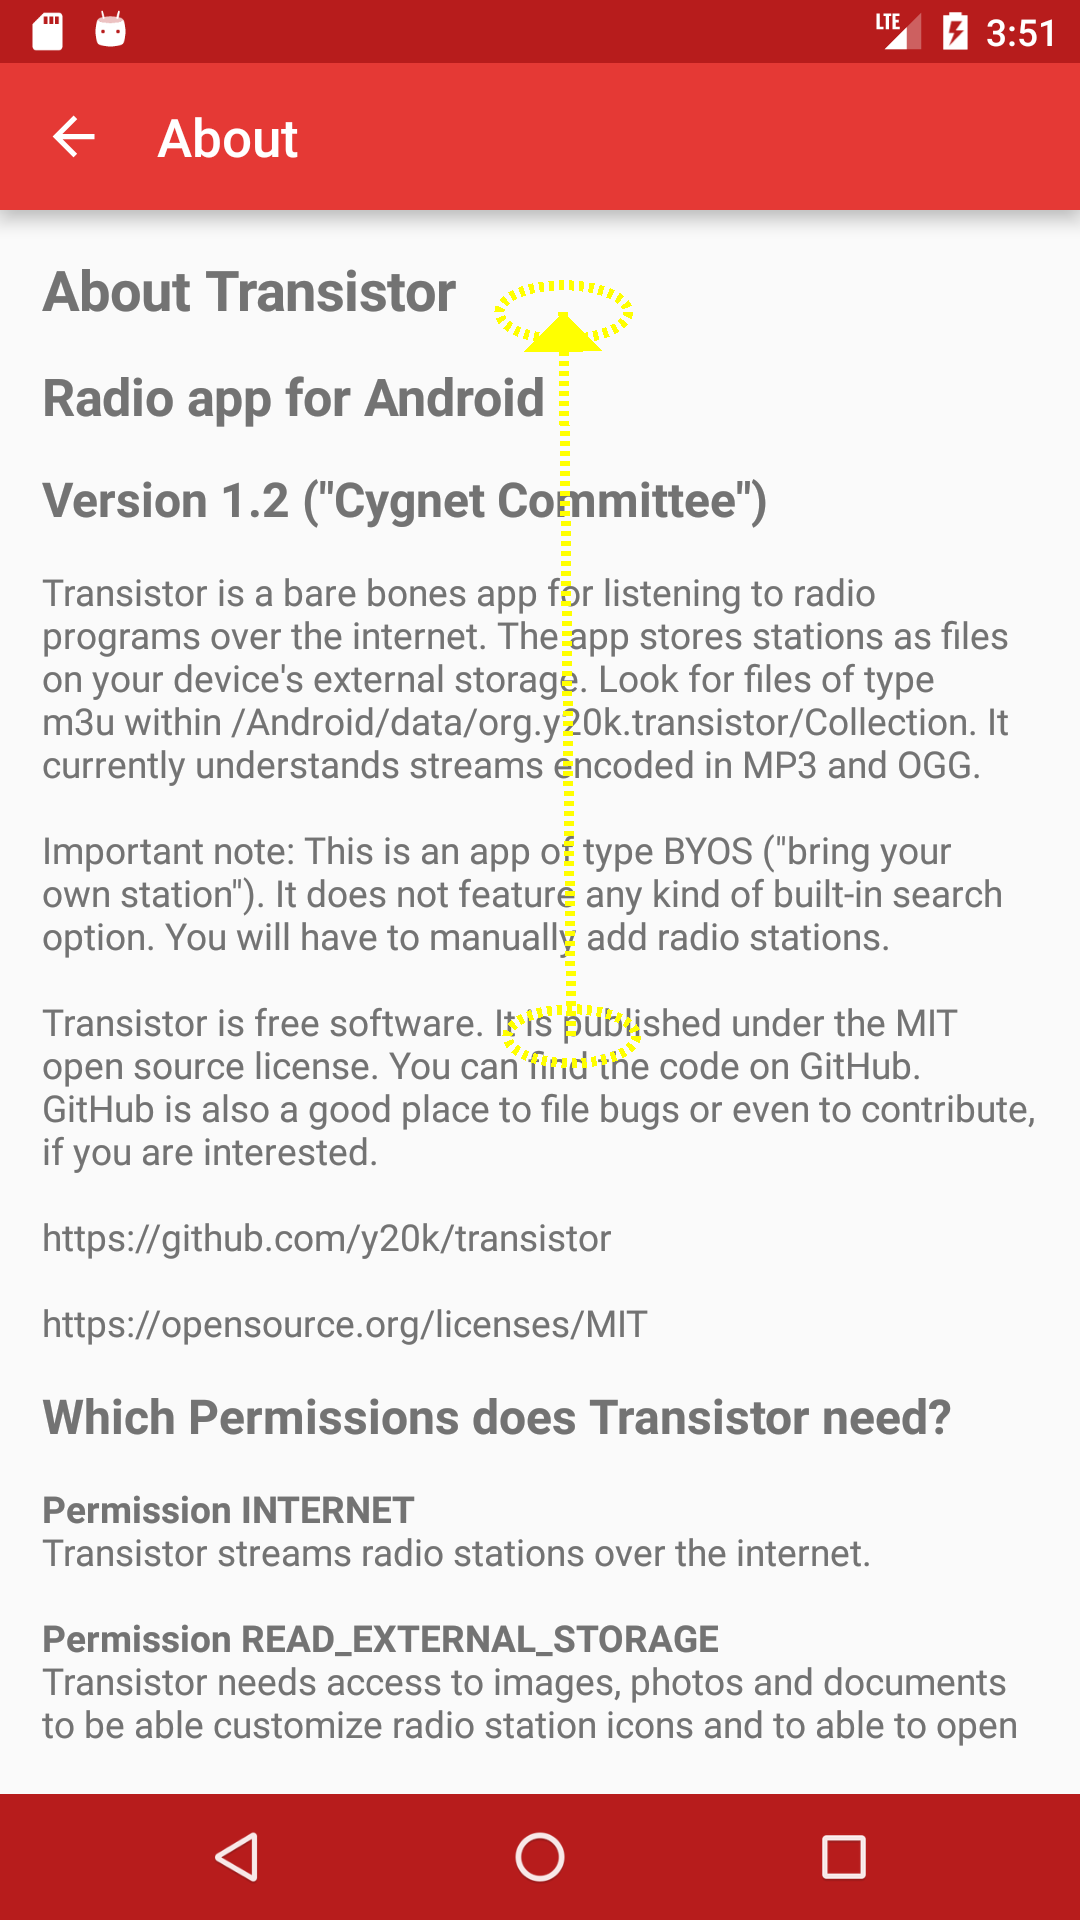 LTE 3:51
About
About Transistor
Radio app for Android
Version 1.2 ("Cygnet Committee")
Transistor is a bare bones app for listening to radio
programs over the internet. The app stores stations as files
on your device's external storage. Look for files of type
m3u within /Android/data/org.y20k.transistor/Collection. It
currently understands streams encoded in MP3 and OGG.
Important note: This is an app of type BYOS ("bring your
own station"). It does not feature any kind of built-in search
option. You will have to manually add radio stations.
Transistor is free software. It is published under the MIT
open source license. You can find the code on GitHub.
GitHub is also a good place to file bugs or even to contribute,
if you are interested.
https://github.com/y20k/transistor
https://opensource.org/licenses/MIT
Which Permissions does Transistor need?
Permission INTERNET
Transistor streams radio stations over the internet.
Permission READ_EXTERNAL_STORAGE
Transistor needs access to images, photos and documents
to be able customize radio station icons and to able to open